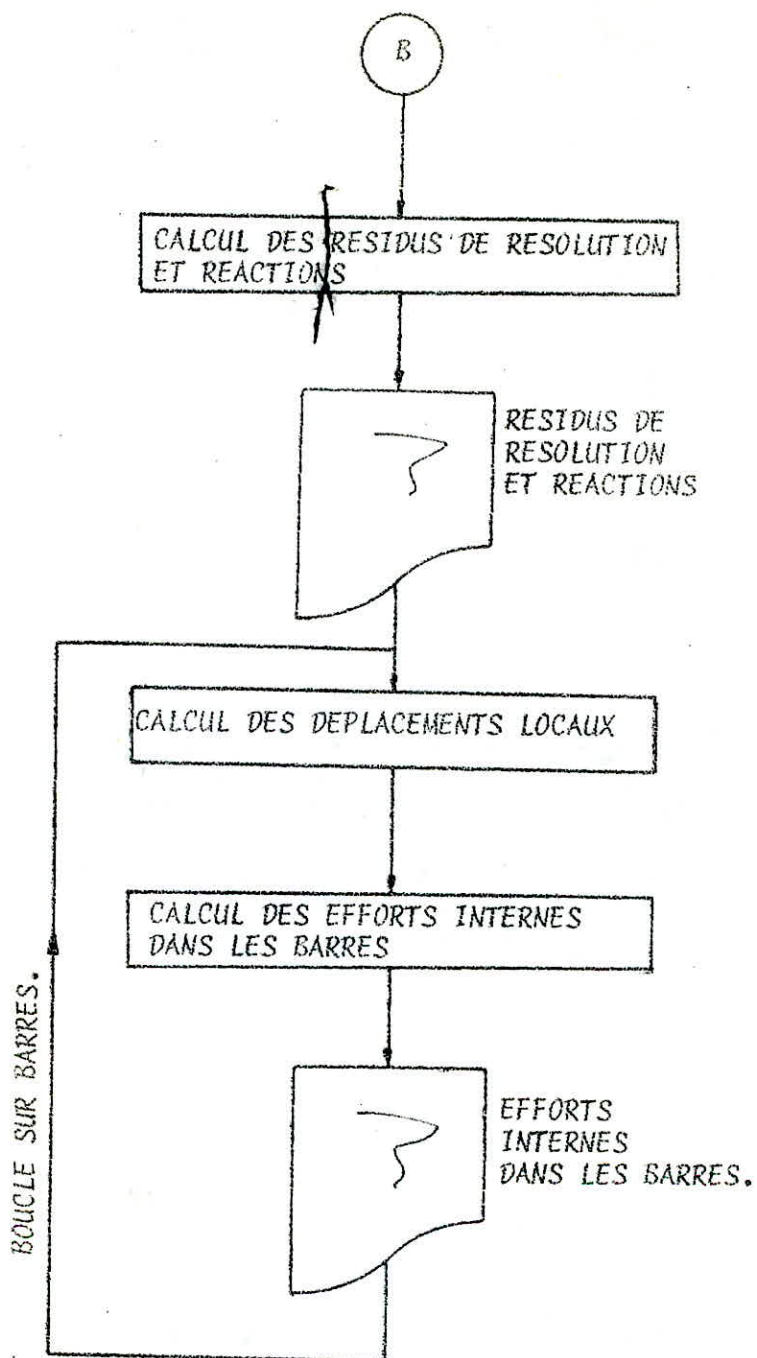 B
CALCUL DES RESIDUS DE RESOLUTION
ET REACTIONS
RESIDUS DE
RESOLUTION
ET REACTIONS
CALCUL DES DEPLACEMENTS LOCAUX
CALCUL DES EFFORTS INTERNES
DANS LES BARRES
EFFORTS
INTERNES
DANS LES BARRES.
BOUCLE SUR BARRES.